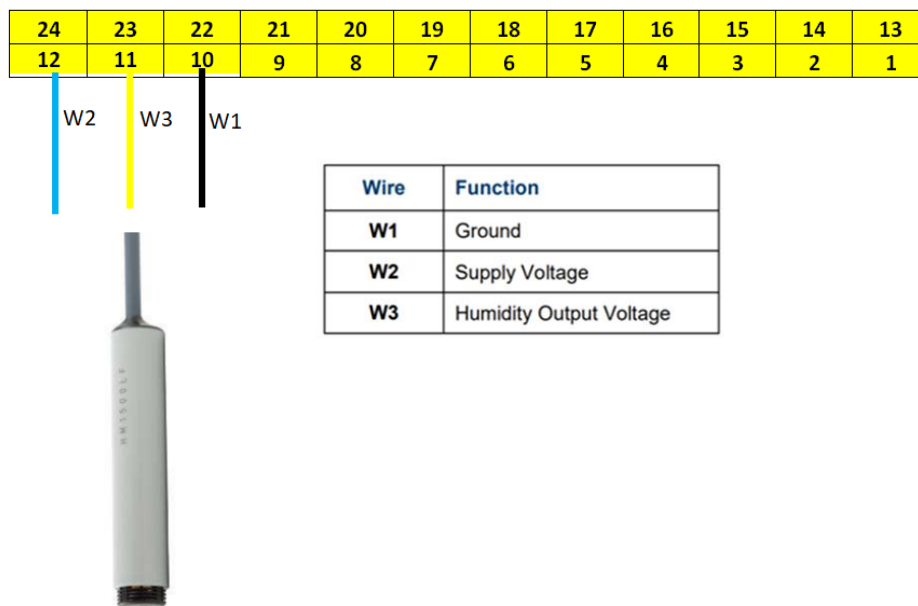 24 23 22 21 20 19 18 17 16 15 14 13
12 11 10 9 8 7 6 5 4 3 2 1
W2 W3 W1
Wire Function
W1 Ground
W2 Supply Voltage
W3 Humidity Output Voltage
HM1500LF